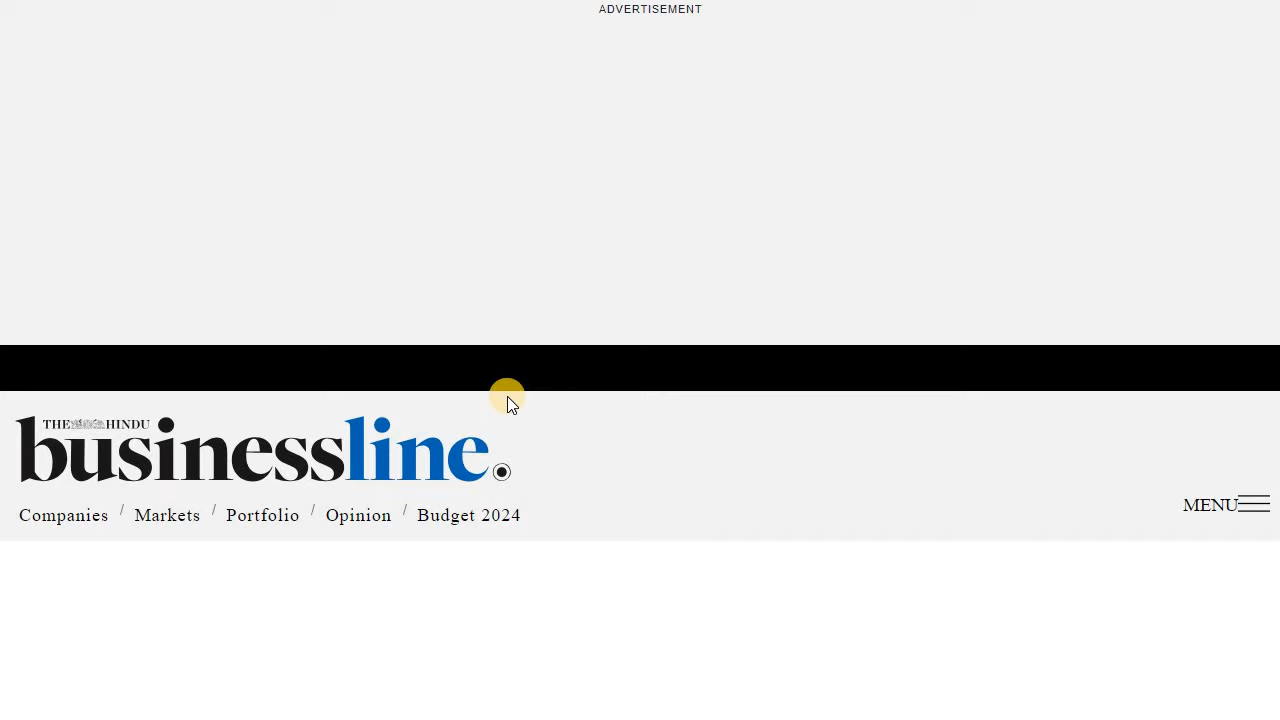 ADVERTISEMENT
THE HINDU
businessline.
Companies / Markets / Portfolio / Opinion / Budget 2024
MENU